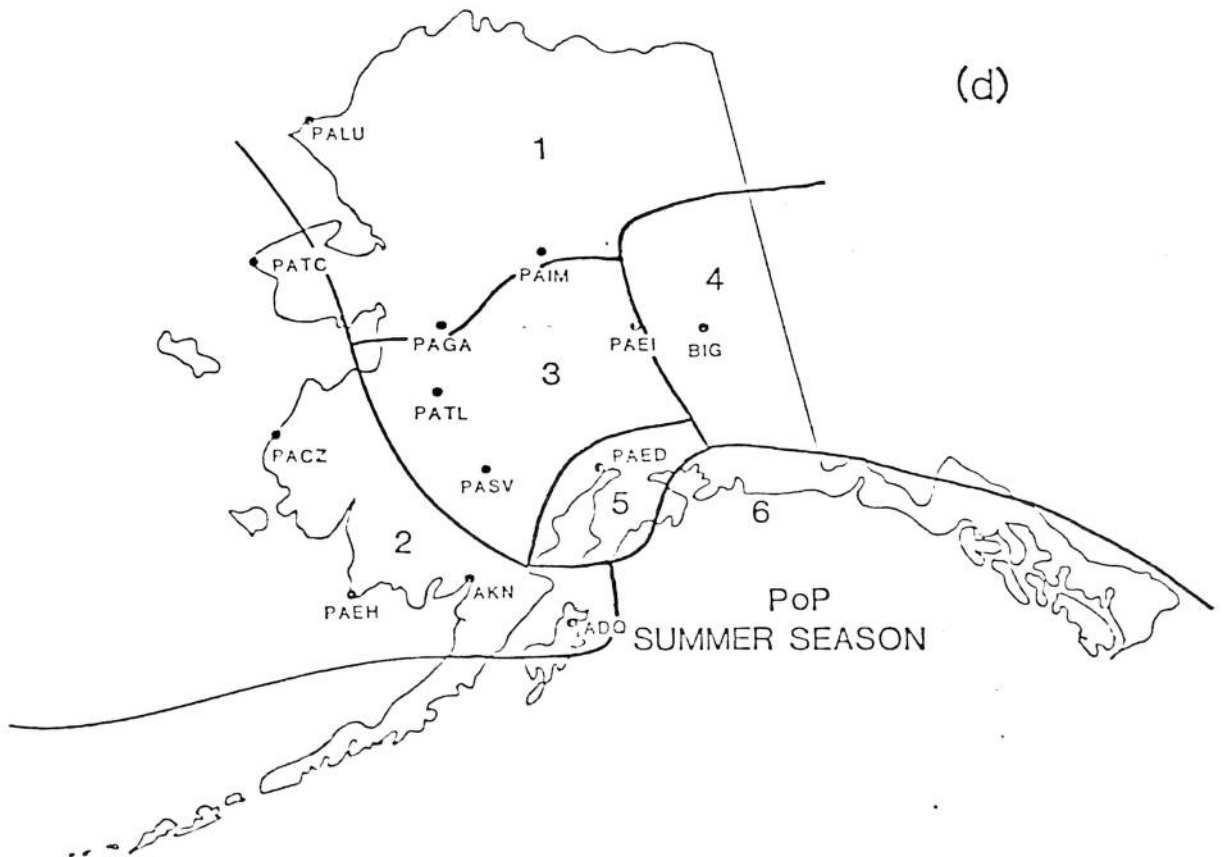 (d)
PALU
1
PATC
PAIM
4
PAGA
PAEI
BIG
3
PATL
PACZ
PAED
PASV
5
6
2
AKN
PAEH
PoP
ADQ
SUMMER SEASON